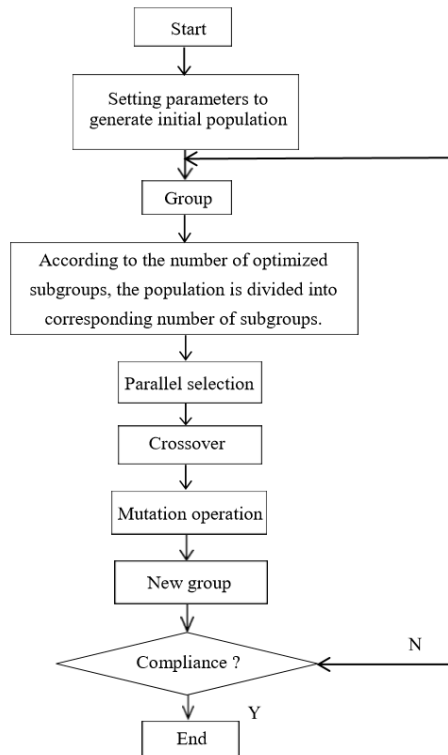 Start
Setting parameters to
generate initial population
Group
According to the number of optimized
subgroups, the population is divided into
corresponding number of subgroups.
Parallel selection
Crossover
Mutation operation
New group
Compliance ?
N
Y
End